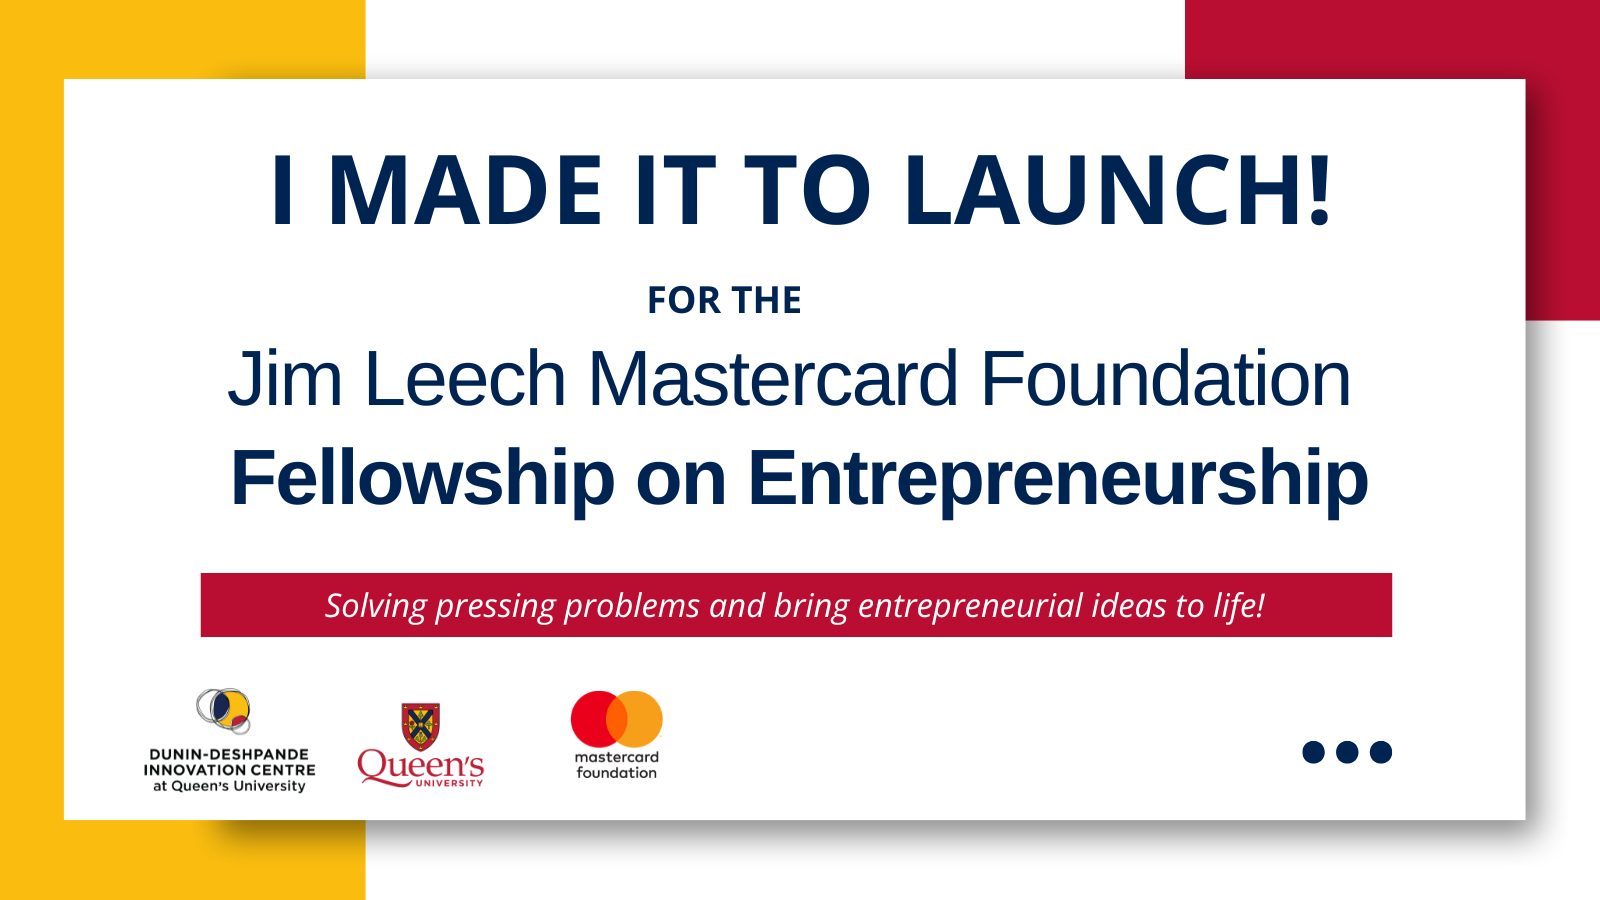 I MADE IT TO LAUNCH!
FOR THE
Jim Leech Mastercard Foundation
Fellowship on Entrepreneurship
Solving pressing problems and bring entrepreneurial ideas to life!
DUNIN-DESHPANDE
INNOVATION CENTRE
at Queen's University
Queen's
UNIVERSITY
mastercard
foundation